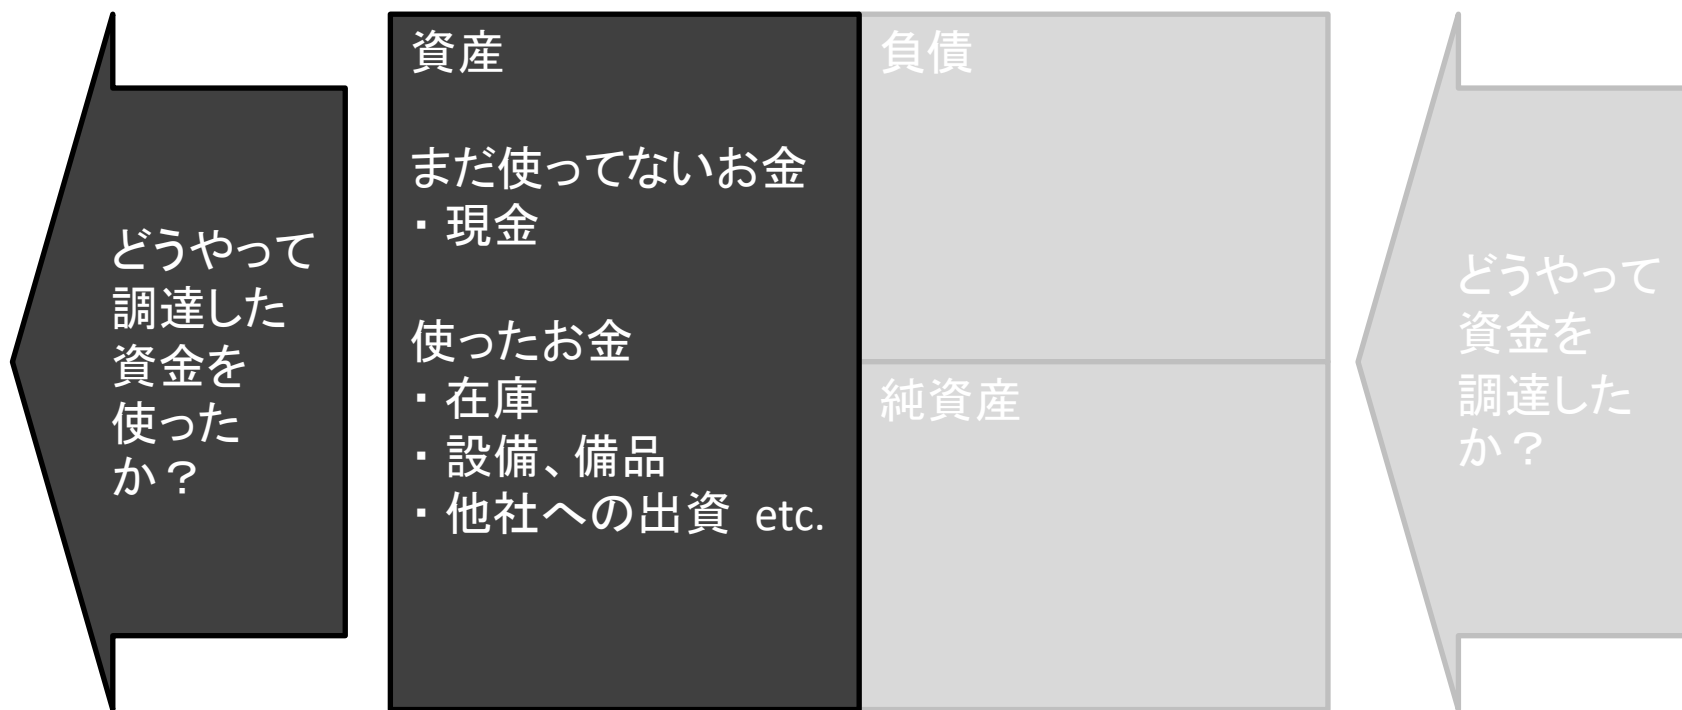 どうやって
調達した
資金を
使った
か？
資産
まだ使ってないお金
・現金
使ったお金
・在庫
・設備、備品
・他社への出資 etc.
負債
純資産
どうやって
資金を
調達した
か？